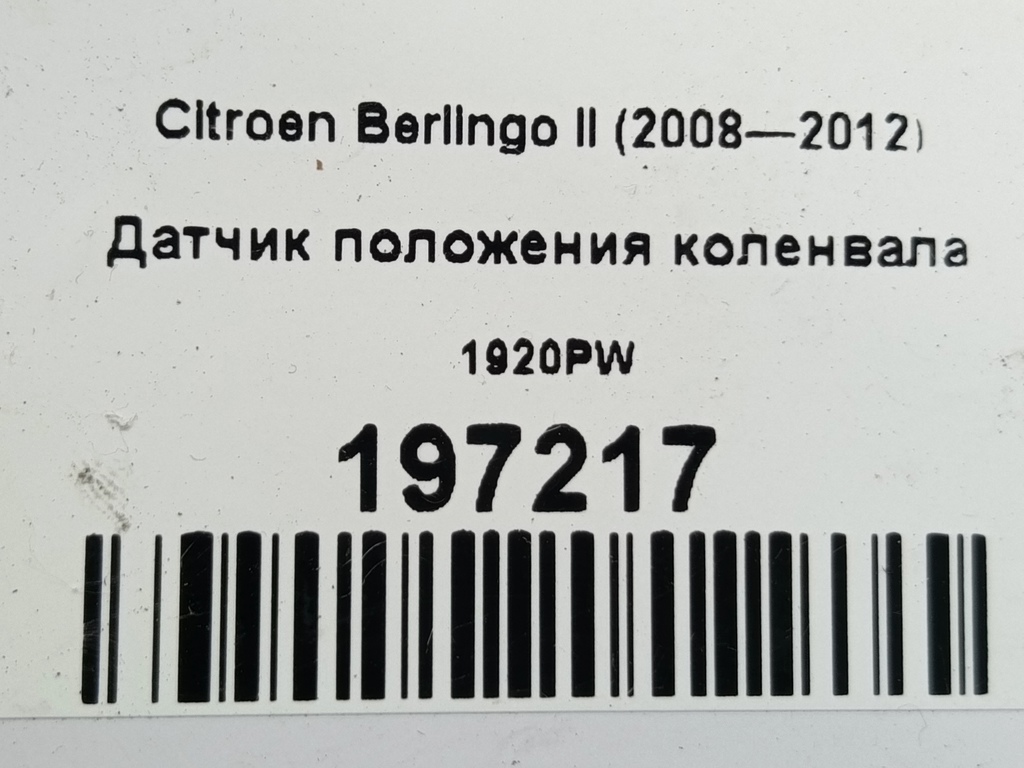 Citroen Berlingo II (2008—2012)
Датчик положения коленвала
1920PW
197217